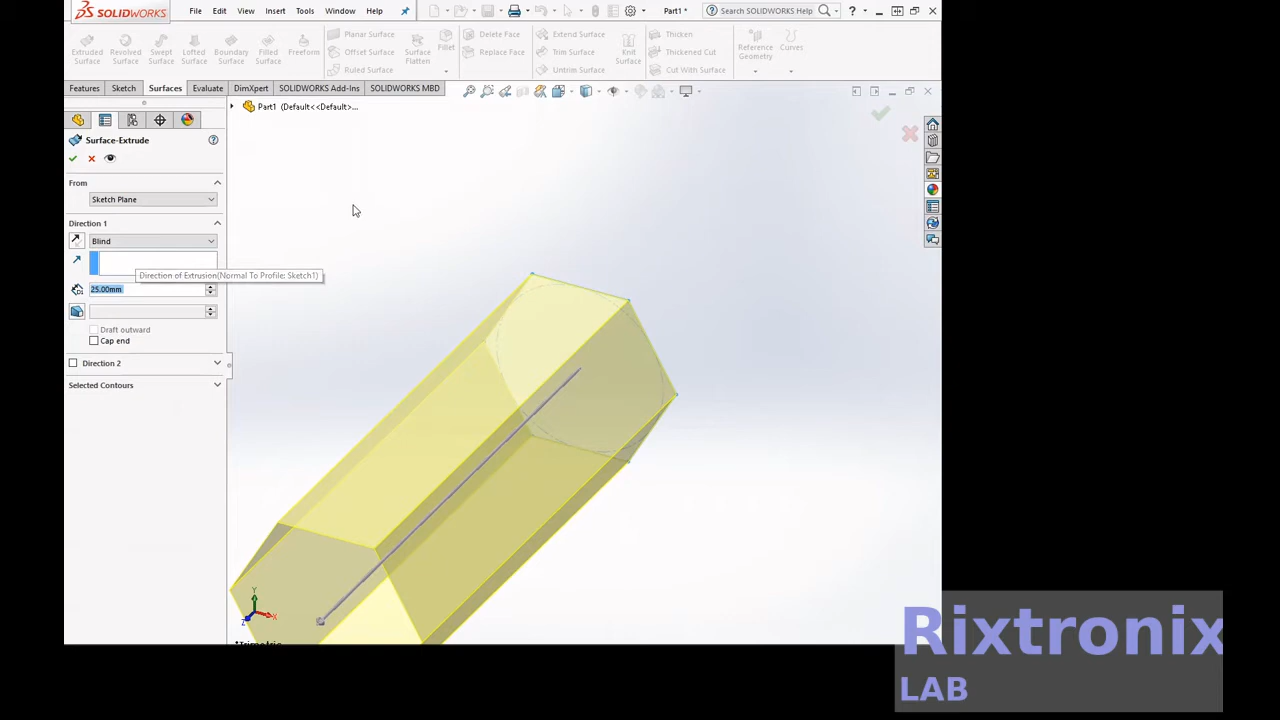 SOLIDWORKS File Edit View Insert Tools Window Help Part1 * Search SOLIDWORKS Help
Extruded Surface Revolved Surface Swept Surface Lofted Surface Boundary Surface Filled Surface Freeform Planar Surface Offset Surface Ruled Surface Surface Flatten Fillet Delete Face Replace Face Extend Surface Trim Surface Untrim Surface Knit Surface Thicken Thickened Cut Cut With Surface Reference Geometry Curves
Features Sketch Surfaces Evaluate DimXpert SOLIDWORKS Add-Ins SOLIDWORKS MBD
Part1 (Default<<Default>...
Surface-Extrude
From
Sketch Plane
Direction 1
Blind
Direction of Extrusion(Normal To Profile: Sketch1)
25.00mm
Draft outward
Cap end
Direction 2
Selected Contours
Y
X
Z
*Trimetric
Rixtronix
LAB